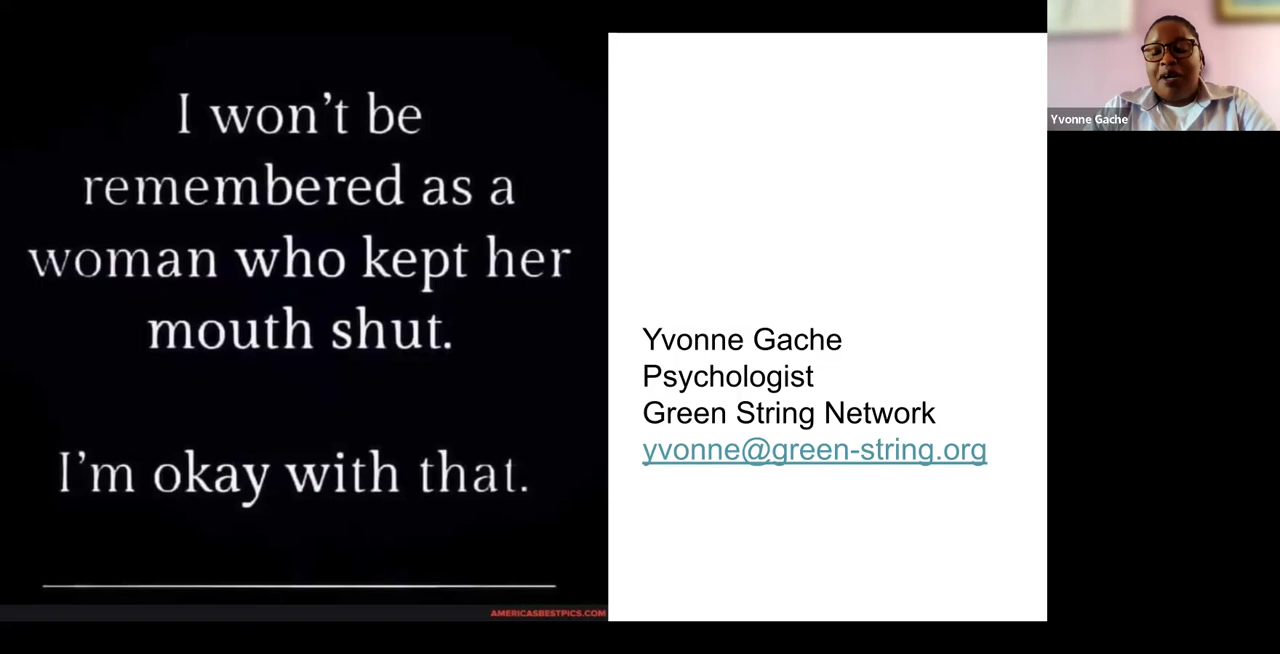 I won't be
remembered as a
woman who kept her
mouth shut.
I'm okay with that.
AMERICASBESTPICS.COM
Yvonne Gache
Psychologist
Green String Network
yvonne@green-string.org
Yvonne Gache